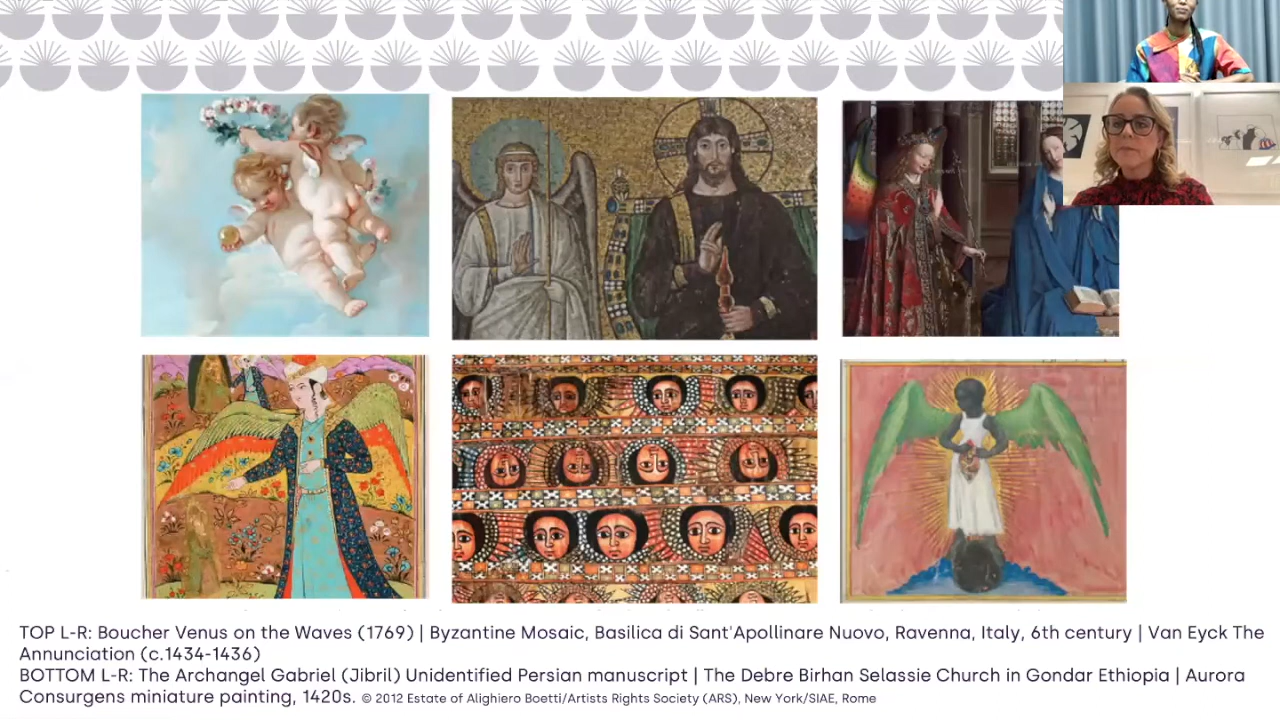 TOP L-R: Boucher Venus on the Waves (1769) | Byzantine Mosaic, Basilica di Sant'Apollinare Nuovo, Ravenna, Italy, 6th century | Van Eyck The
Annunciation (c.1434-1436)
BOTTOM L-R: The Archangel Gabriel (Jibril) Unidentified Persian manuscript | The Debre Birhan Selassie Church in Gondar Ethiopia | Aurora
Consurgens miniature painting, 1420s. © 2012 Estate of Alighiero Boetti/Artists Rights Society (ARS), New York/SIAE, Rome